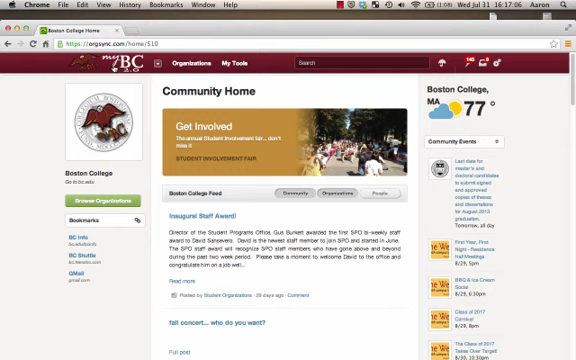 Chrome File Edit View History Bookmarks Window Help
(1:08) Wed Jul 31 16:17:06 Aaron
Boston College Home
https://orgsync.com/home/510
myBC 2.0
Organizations My Tools
Search
148
Community Home
Get Involved
The annual Student Involvement fair... don't
miss it
STUDENT INVOLVEMENT FAIR
Boston College
Go to bc.edu
Browse Organizations
Bookmarks
BC Info
bc.edu/bcinfo
BC Shuttle
GMail
gmail.com
Boston College Feed Community Organizations People
Inaugural Staff Award!
Director of the Student Programs Office, Gus Burkett awarded the first SPO bi-weekly staff
award to David Sansevero. David is the newest staff member to join SPO and started in June.
The SPO staff award will recognize SPO staff members who have gone above and beyond
during the past two week period. Please take a moment to welcome David to the office and
congratulate him on a job well...
Read more
Posted by Student Organizations - 29 days ago - Comment
fall concert... who do you want?
Full post
Boston College,
MA 77°
Community Events
Last date for
master's and
doctoral candidates
to submit signed
and approved
copies of theses
and dissertations
for August 2013
graduation.
Tomorrow, all day
First Year, First
Night - Residence
Hall Meetings
8/29, 5pm
BBQ & Ice Cream
Social
8/29, 6:30pm
Class of 2017
Carnival
8/29, 8pm
The Class of 2017
Takes Over Target!